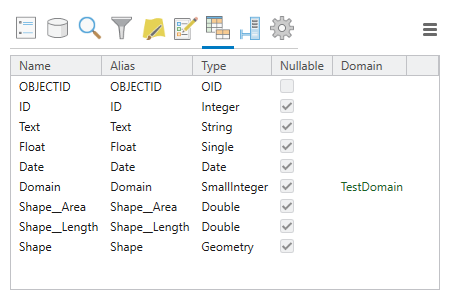 Name Alias Type Nullable Domain
OBJECTID OBJECTID OID
ID ID Integer
Text Text String
Float Float Single
Date Date Date
Domain Domain SmallInteger TestDomain
Shape__Area Shape__Area Double
Shape__Length Shape__Length Double
Shape Shape Geometry